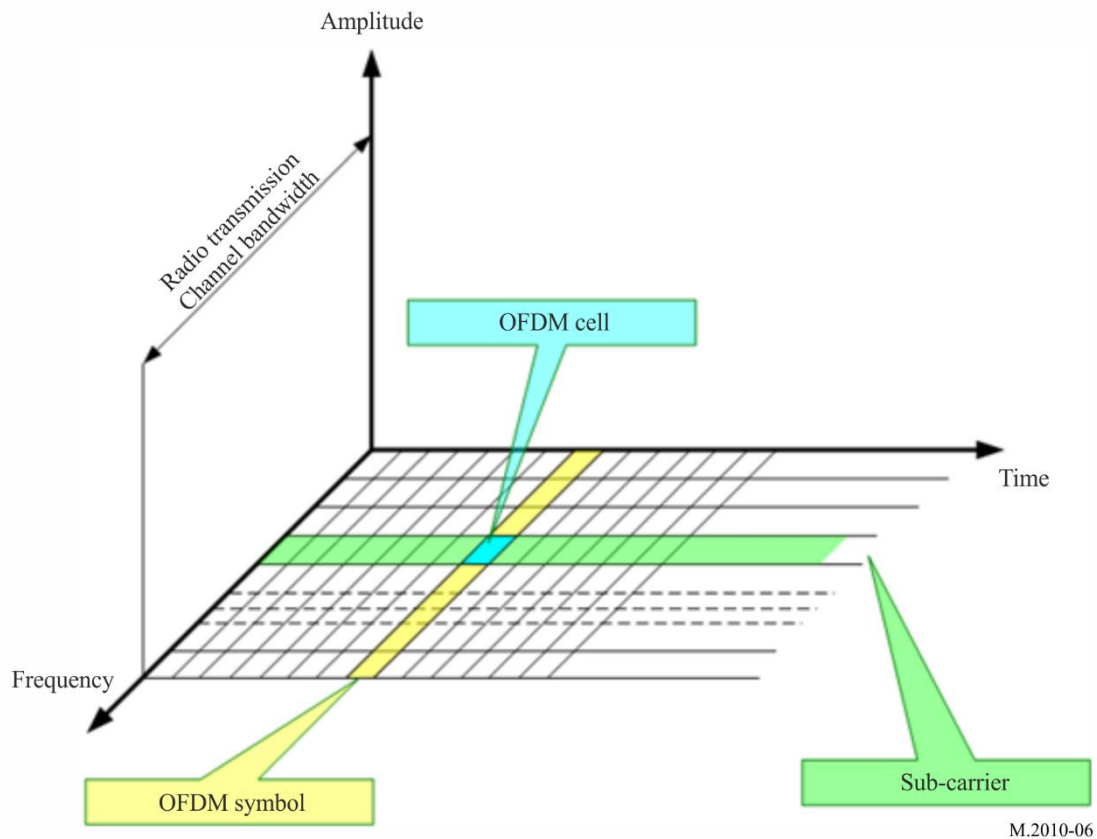 Amplitude
Radio transmission
Channel bandwidth
OFDM cell
Time
Frequency
OFDM symbol
Sub-carrier
M.2010-06